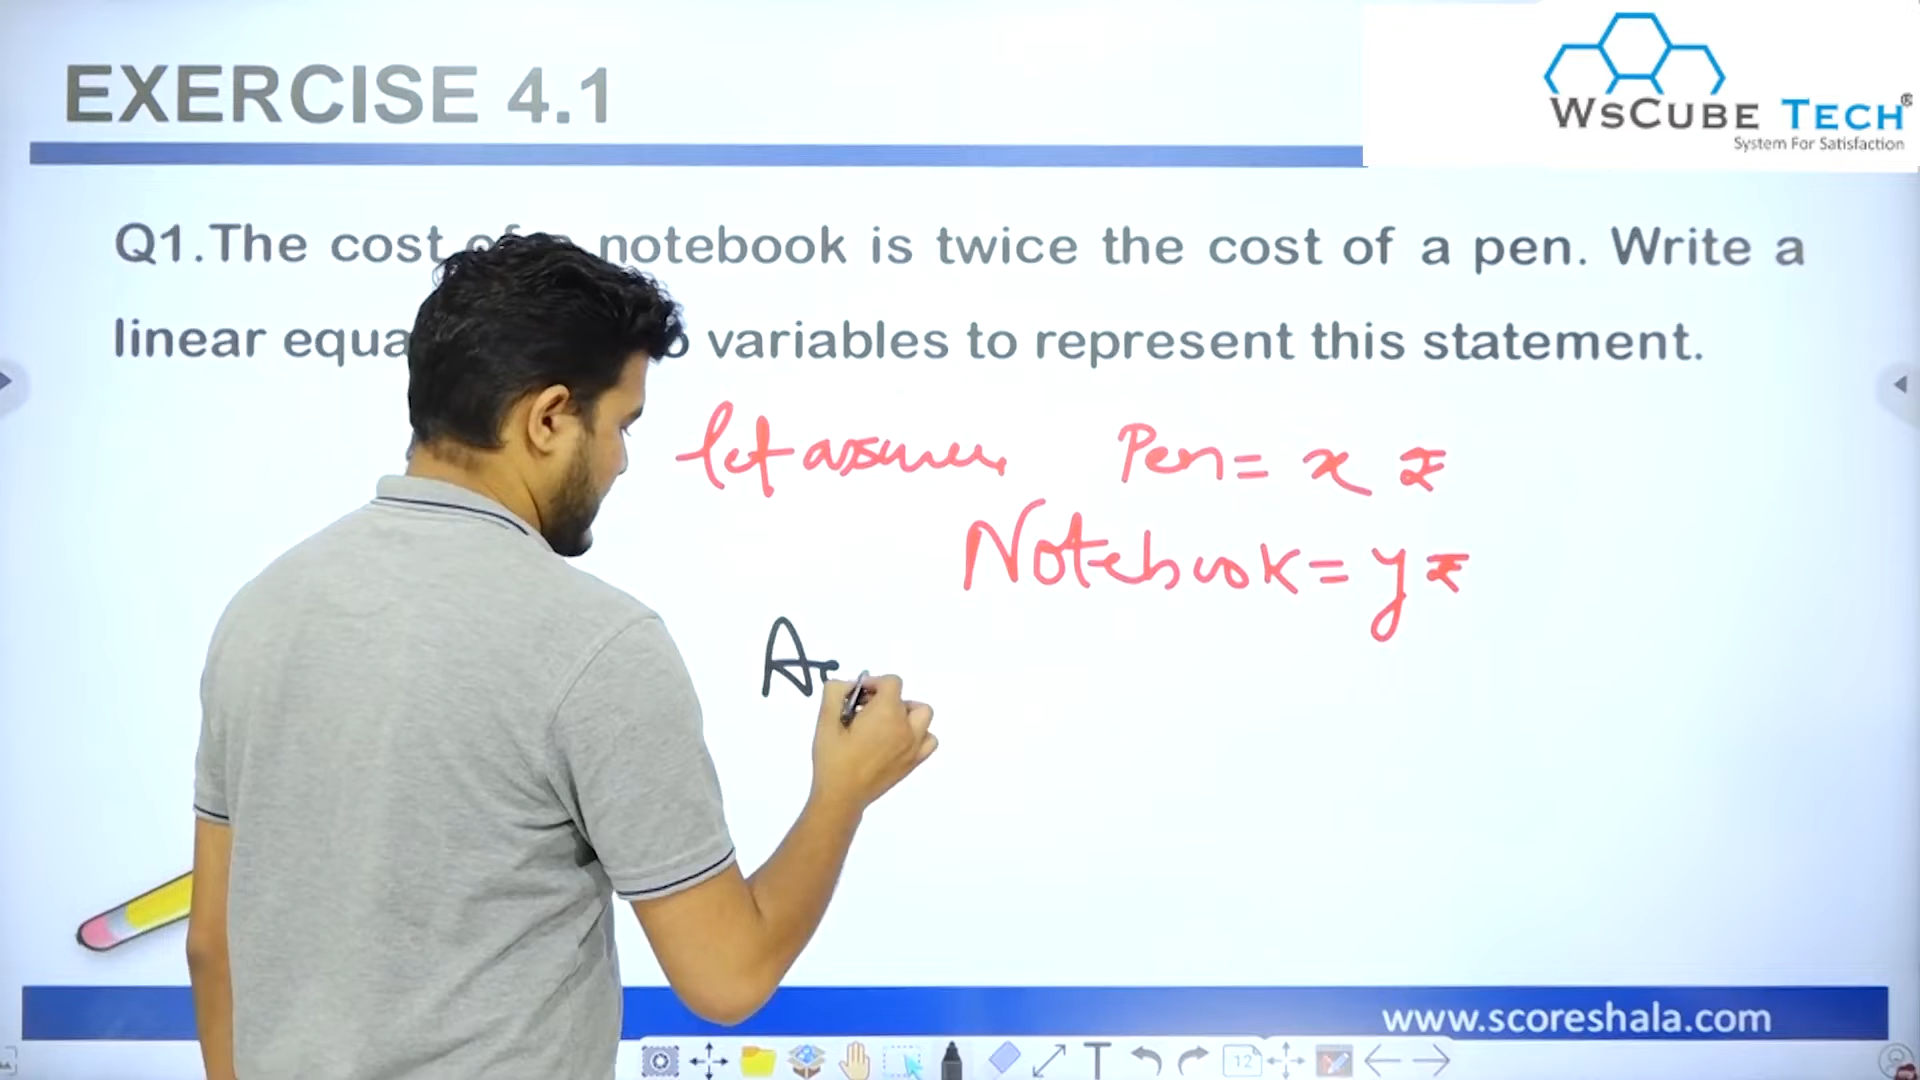 EXERCISE 4.1
WSCUBE TECH®
System For Satisfaction
Q1.The cost notebook is twice the cost of a pen. Write a
linear variables to represent this statement.
let assume Pen = x ₹
Notebook = y ₹
www.scoreshala.com
12